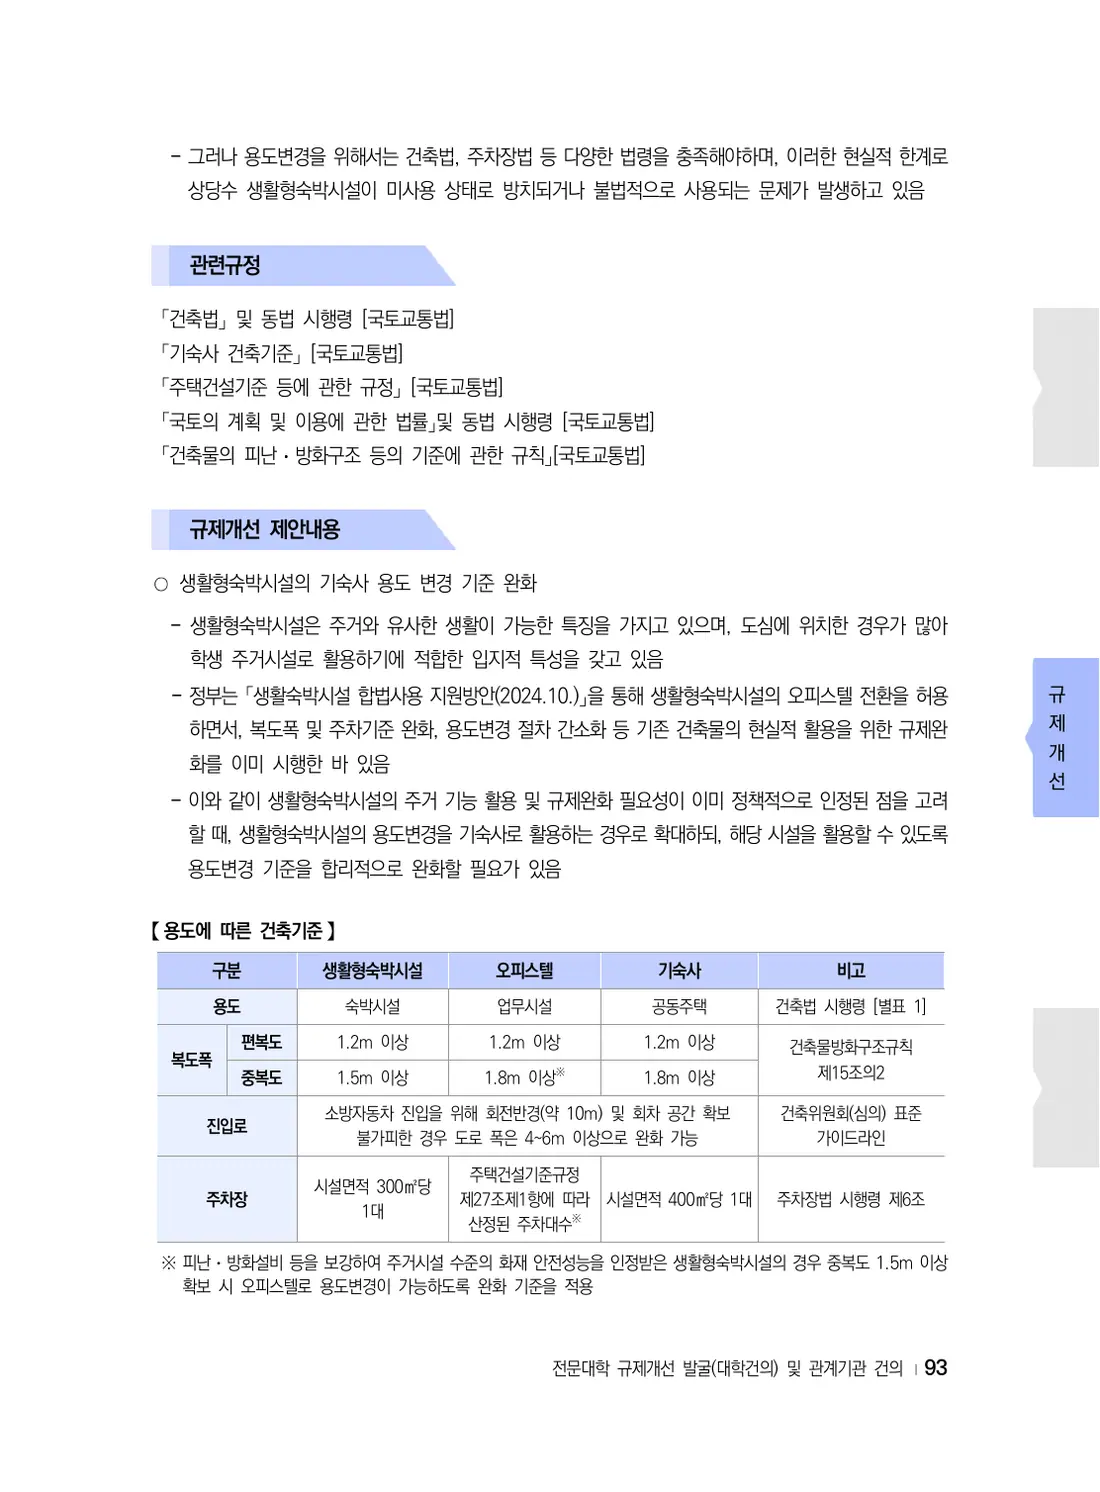 - 그러나 용도변경을 위해서는 건축법, 주차장법 등 다양한 법령을 충족해야하며, 이러한 현실적 한계로
상당수 생활형숙박시설이 미사용 상태로 방치되거나 불법적으로 사용되는 문제가 발생하고 있음
관련규정
「건축법」 및 동법 시행령 [국토교통법]
「기숙사 건축기준」 [국토교통법]
「주택건설기준 등에 관한 규정」 [국토교통법]
「국토의 계획 및 이용에 관한 법률」및 동법 시행령 [국토교통법]
「건축물의 피난·방화구조 등의 기준에 관한 규칙」[국토교통법]
규제개선 제안내용
○ 생활형숙박시설의 기숙사 용도 변경 기준 완화
- 생활형숙박시설은 주거와 유사한 생활이 가능한 특징을 가지고 있으며, 도심에 위치한 경우가 많아
학생 주거시설로 활용하기에 적합한 입지적 특성을 갖고 있음
- 정부는 「생활숙박시설 합법사용 지원방안(2024.10.)」을 통해 생활형숙박시설의 오피스텔 전환을 허용
하면서, 복도폭 및 주차기준 완화, 용도변경 절차 간소화 등 기존 건축물의 현실적 활용을 위한 규제완
화를 이미 시행한 바 있음
- 이와 같이 생활형숙박시설의 주거 기능 활용 및 규제완화 필요성이 이미 정책적으로 인정된 점을 고려
할 때, 생활형숙박시설의 용도변경을 기숙사로 활용하는 경우로 확대하되, 해당 시설을 활용할 수 있도록
용도변경 기준을 합리적으로 완화할 필요가 있음
【 용도에 따른 건축기준 】
구분 생활형숙박시설 오피스텔 기숙사 비고
용도 숙박시설 업무시설 공동주택 건축법 시행령 [별표 1]
복도폭 편복도 1.2m 이상 1.2m 이상 1.2m 이상 건축물방화구조규칙
제15조의2
중복도 1.5m 이상 1.8m 이상※ 1.8m 이상
진입로 소방자동차 진입을 위해 회전반경(약 10m) 및 회차 공간 확보
불가피한 경우 도로 폭은 4~6m 이상으로 완화 가능
건축위원회(심의) 표준
가이드라인
주차장 시설면적 300㎡당
1대
주택건설기준규정
제27조제1항에 따라
산정된 주차대수※
시설면적 400㎡당 1대 주차장법 시행령 제6조
※ 피난·방화설비 등을 보강하여 주거시설 수준의 화재 안전성능을 인정받은 생활형숙박시설의 경우 중복도 1.5m 이상
확보 시 오피스텔로 용도변경이 가능하도록 완화 기준을 적용
규
제
개
선
전문대학 규제개선 발굴(대학건의) 및 관계기관 건의 | 93